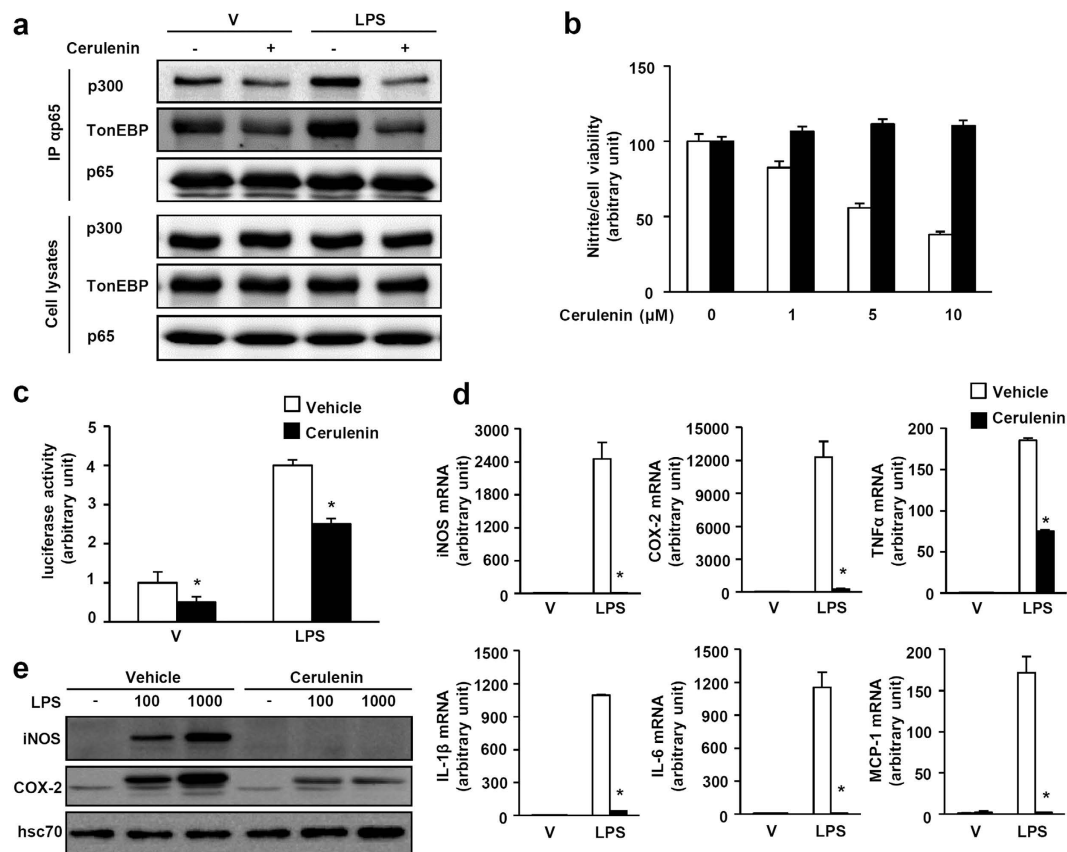 a
V LPS
Cerulenin - + - +
IP αp65
p300
TonEBP
p65
Cell lysates
p300
TonEBP
p65
b
Nitrite/cell viability
(arbitrary unit)
150
100
50
0
Cerulenin (µM) 0 1 5 10
c
Vehicle
Cerulenin
luciferase activity
(arbitrary unit)
5
4
3
2
1
0
*
*
V LPS
d
Vehicle
Cerulenin
iNOS mRNA
(arbitrary unit)
3000
2400
1800
1200
600
0
*
V LPS
COX-2 mRNA
(arbitrary unit)
15000
12000
9000
6000
3000
0
*
V LPS
TNFα mRNA
(arbitrary unit)
200
150
100
50
0
*
V LPS
IL-1β mRNA
(arbitrary unit)
1500
1200
900
600
300
0
*
V LPS
IL-6 mRNA
(arbitrary unit)
1500
1200
900
600
300
0
*
V LPS
MCP-1 mRNA
(arbitrary unit)
200
150
100
50
0
*
V LPS
e
Vehicle Cerulenin
LPS - 100 1000 - 100 1000
iNOS
COX-2
hsc70